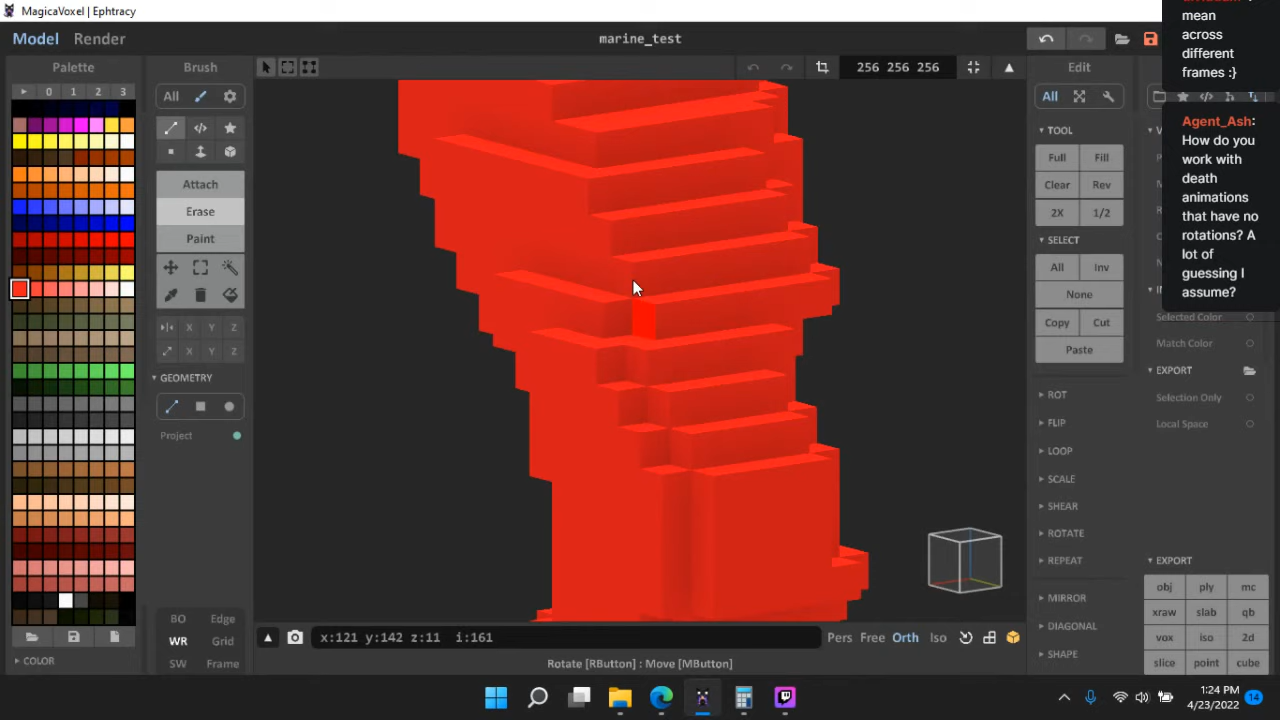 MagicaVoxel | Ephtracy
Model Render
marine_test
mean
across
different
frames :}
Agent_Ash:
How do you
work with
death
animations
that have no
rotations? A
lot of
guessing I
assume?
Palette
0 1 2 3
COLOR
Brush
All
Attach
Erase
Paint
X Y Z
X Y Z
GEOMETRY
Project
BO Edge
WR Grid
SW Frame
256 256 256
x:121 y:142 z:11 i:161
Pers Free Orth Iso
Rotate [RButton] : Move [MButton]
Edit
All
TOOL
Full Fill
Clear Rev
2X 1/2
SELECT
All Inv
None
Copy Cut
Paste
ROT
FLIP
LOOP
SCALE
SHEAR
ROTATE
REPEAT
MIRROR
DIAGONAL
SHAPE
Selected Color
Match Color
EXPORT
Selection Only
Local Space
EXPORT
obj ply mc
xraw slab qb
vox iso 2d
slice point cube
1:24 PM
4/23/2022
14